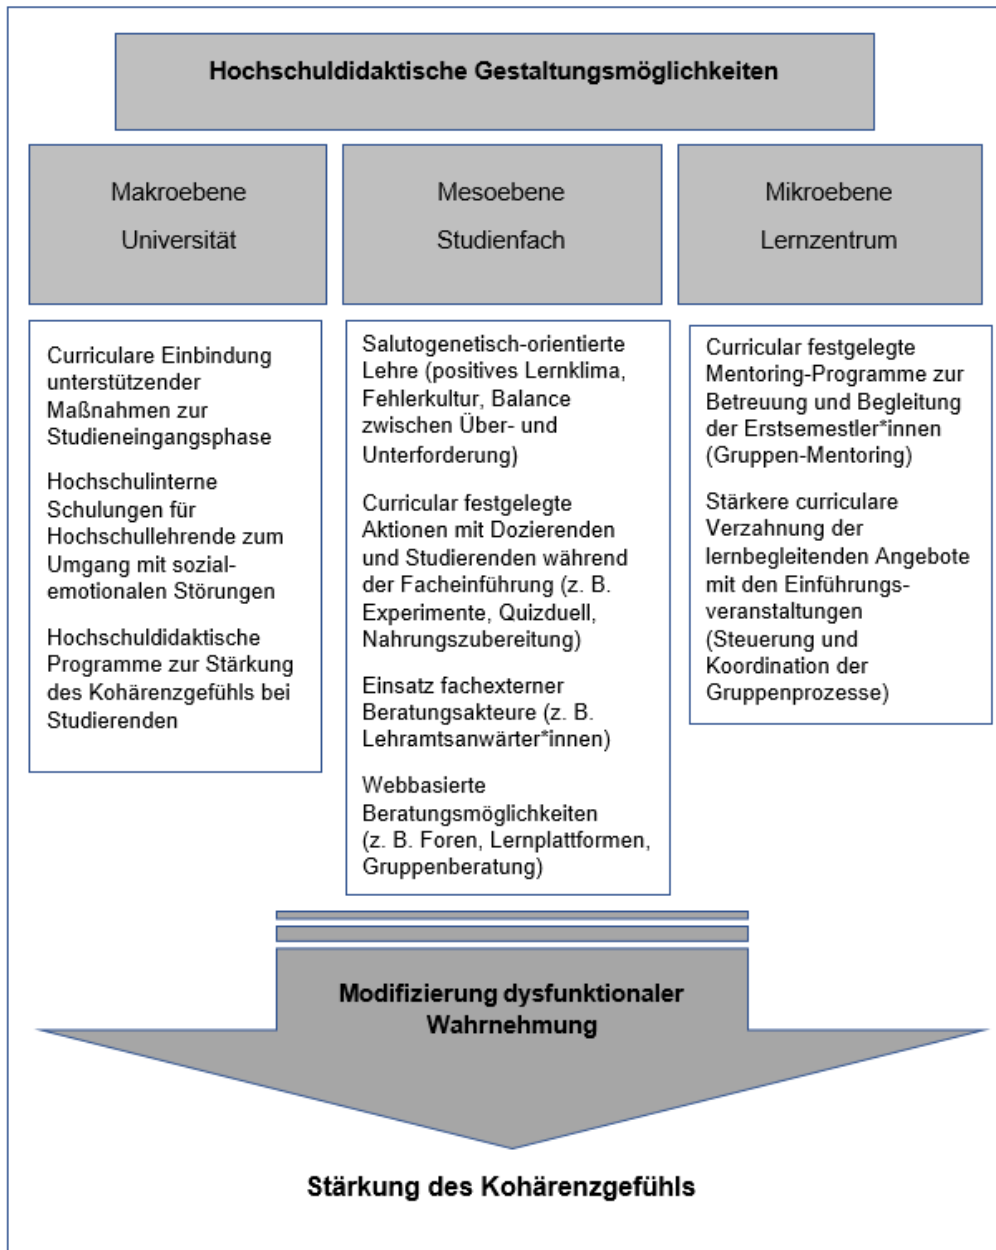 Hochschuldidaktische Gestaltungsmöglichkeiten
Makroebene
Universität
Mesoebene
Studienfach
Mikroebene
Lernzentrum
Curriculare Einbindung
unterstützender
Maßnahmen zur
Studieneingangsphase
Hochschulinterne
Schulungen für
Hochschullehrende zum
Umgang mit sozial-
emotionalen Störungen
Hochschuldidaktische
Programme zur Stärkung
des Kohärenzgefühls bei
Studierenden
Salutogenetisch-orientierte
Lehre (positives Lernklima,
Fehlerkultur, Balance
zwischen Über- und
Unterforderung)
Curricular festgelegte
Aktionen mit Dozierenden
und Studierenden während
der Facheinführung (z. B.
Experimente, Quizduell,
Nahrungszubereitung)
Einsatz fachexterner
Beratungsakteure (z. B.
Lehramtsanwärter*innen)
Webbasierte
Beratungsmöglichkeiten
(z. B. Foren, Lernplattformen,
Gruppenberatung)
Curricular festgelegte
Mentoring-Programme zur
Betreuung und Begleitung
der Erstsemestler*innen
(Gruppen-Mentoring)
Stärkere curriculare
Verzahnung der
lernbegleitenden Angebote
mit den Einführungs-
veranstaltungen
(Steuerung und
Koordination der
Gruppenprozesse)
Modifizierung dysfunktionaler
Wahrnehmung
Stärkung des Kohärenzgefühls